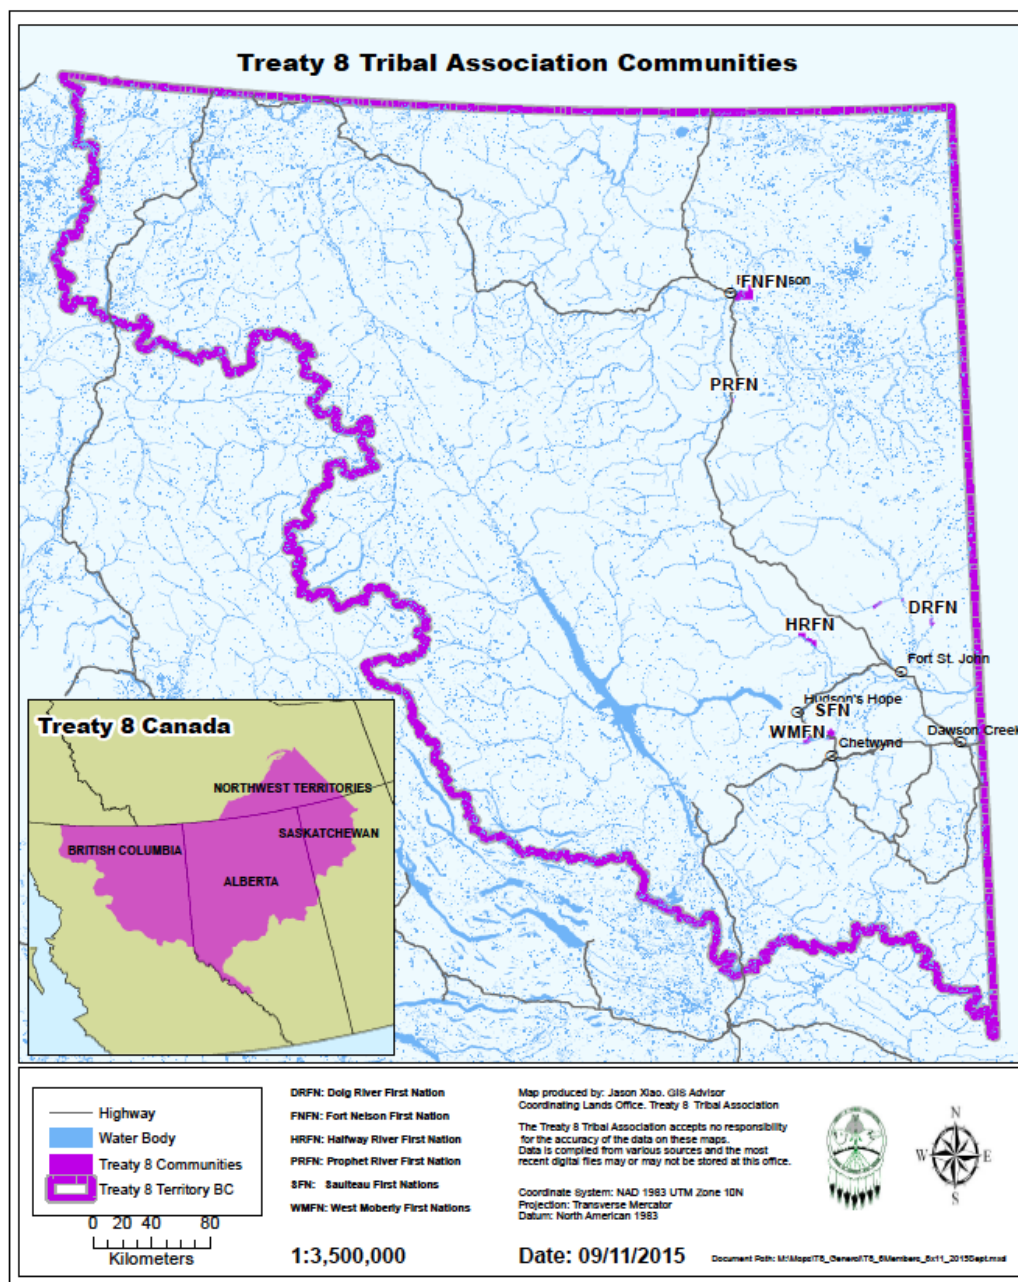 Treaty 8 Tribal Association Communities
FNFN
son
PRFN
DRFN
HRFN
Fort St. John
Hudson's Hope
SFN
WMFN
Chetwynd
Dawson Creek
Treaty 8 Canada
NORTHWEST TERRITORIES
SASKATCHEWAN
BRITISH COLUMBIA
ALBERTA
Highway
Water Body
Treaty 8 Communities
Treaty 8 Territory BC
0 20 40 80
Kilometers
DRFN: Doig River First Nation
FNFN: Fort Nelson First Nation
HRFN: Halfway River First Nation
PRFN: Prophet River First Nation
SFN: Saulteau First Nations
WMFN: West Moberly First Nations
1:3,500,000
Map produced by: Jason Xiao. GIS Advisor
Coordinating Lands Office. Treaty 8 Tribal Association
The Treaty 8 Tribal Association accepts no responsibility
for the accuracy of the data on these maps.
Data is compiled from various sources and the most
recent digital files may or may not be stored at this office.
Coordinate System: NAD 1983 UTM Zone 10N
Projection: Transverse Mercator
Datum: North American 1983
Date: 09/11/2015
N
W E
S
Document Path: M:\Maps\T8_General\T8_6Members_8x11_2015Sept.mxd